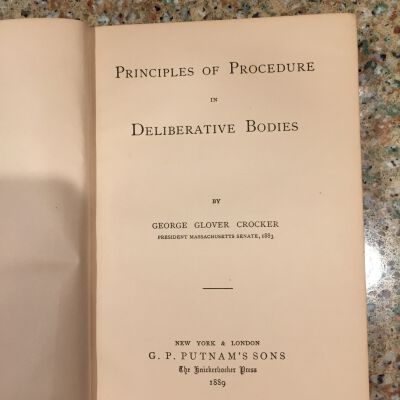 Principles of Procedure
in
Deliberative Bodies
BY
GEORGE GLOVER CROCKER
PRESIDENT MASSACHUSETTS SENATE, 1883
NEW YORK & LONDON
G. P. PUTNAM'S SONS
The Knickerbocker Press
1889